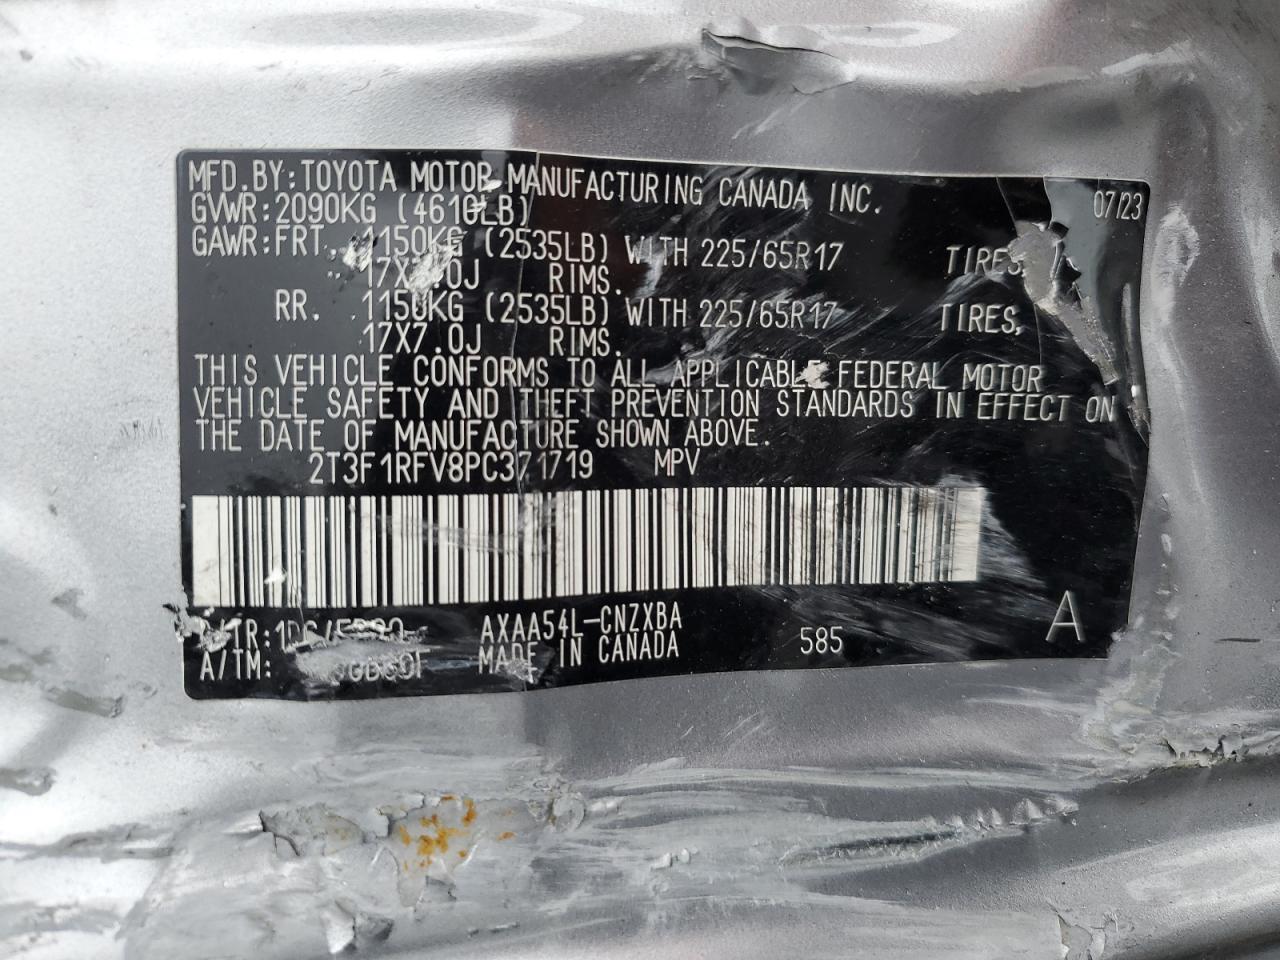 MFD.BY:TOYOTA MOTOR MANUFACTURING CANADA INC. 07/23
GVWR:2090KG (4610LB)
GAWR:FRT. 1150KG (2535LB) WITH 225/65R17 TIRES,
17X7.0J RIMS.
RR. 1150KG (2535LB) WITH 225/65R17 TIRES,
17X7.0J RIMS.
THIS VEHICLE CONFORMS TO ALL APPLICABLE FEDERAL MOTOR
VEHICLE SAFETY AND THEFT PREVENTION STANDARDS IN EFFECT ON
THE DATE OF MANUFACTURE SHOWN ABOVE.
2T3F1RFV8PC371719 MPV
AXAA54L-CNZXBA
A/TM: MADE IN CANADA 585 A